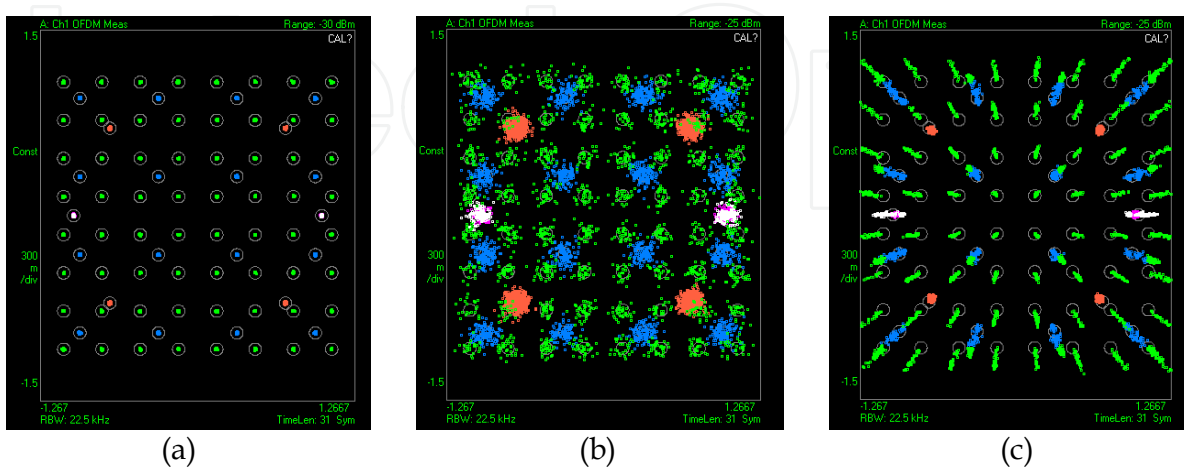 A: Ch1 OFDM Meas Range: -30 dBm
1.5
CAL?
Const
300
m
/div
-1.5
-1.267 1.2667
RBW: 22.5 kHz TimeLen: 31 Sym
(a)
A: Ch1 OFDM Meas Range: -25 dBm
1.5
CAL?
Const
300
m
/div
-1.5
-1.267 1.2667
RBW: 22.5 kHz TimeLen: 31 Sym
(b)
A: Ch1 OFDM Meas Range: -25 dBm
1.5
CAL?
Const
300
m
/div
-1.5
-1.267 1.2667
RBW: 22.5 kHz TimeLen: 31 Sym
(c)